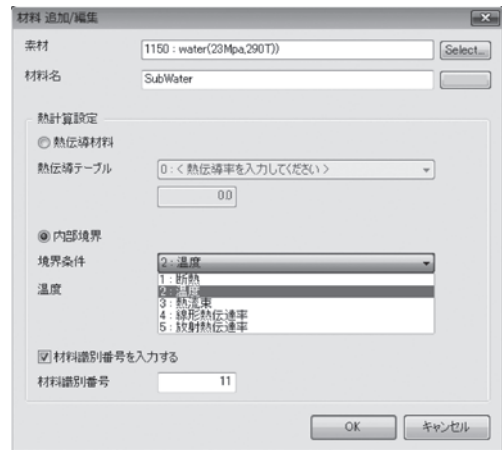 材料 追加/編集
素材
1150 : water(23Mpa,290T))
Select...
材料名
SubWater
熱計算設定
熱伝導材料
熱伝導テーブル
0 : < 熱伝導率を入力してください >
0.0
内部境界
境界条件
2 : 温度
1 : 断熱
温度
2 : 温度
3 : 熱流束
4 : 線形熱伝達率
5 : 放射熱伝達率
材料識別番号を入力する
材料識別番号
11
OK
キャンセル